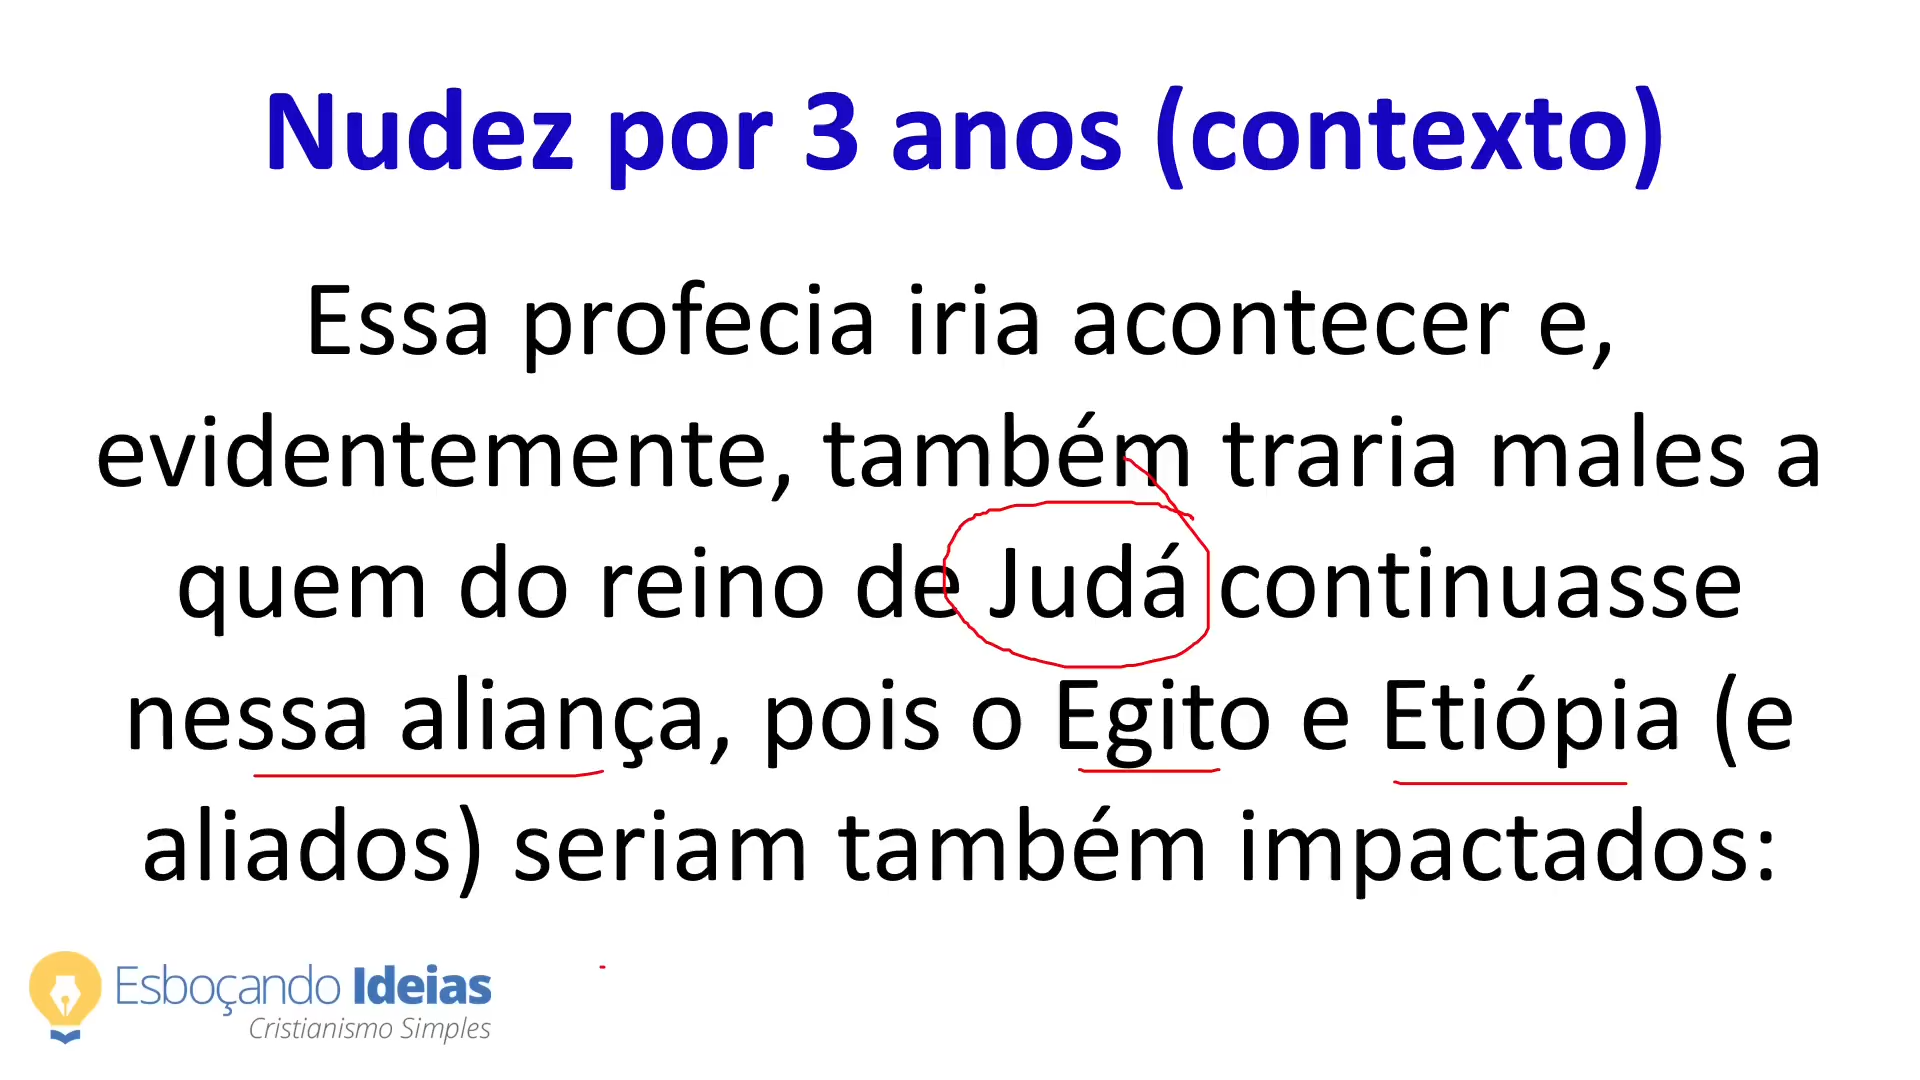 Nudez por 3 anos (contexto)
Essa profecia iria acontecer e,
evidentemente, também traria males a
quem do reino de Judá continuasse
nessa aliança, pois o Egito e Etiópia (e
aliados) seriam também impactados:
Esboçando Ideias
Cristianismo Simples